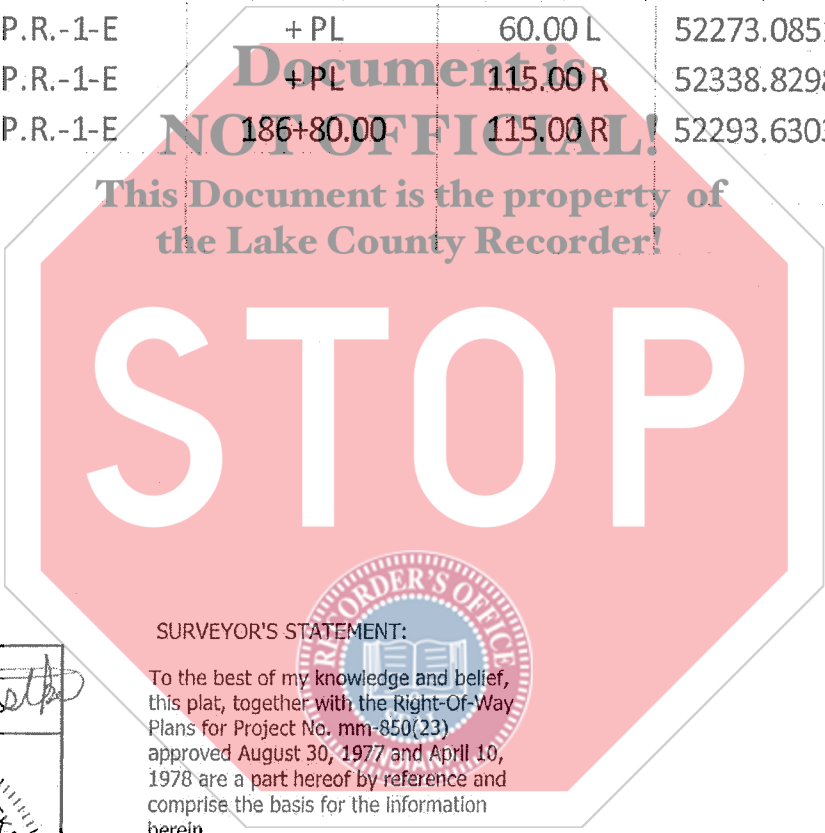 P.R.-1-E + PL 60.00 L 52273.085
P.R.-1-E + PL 115.00 R 52338.829
P.R.-1-E 186+80.00 115.00 R 52293.630
Document is
NOT OFFICIAL!
This Document is the property of
the Lake County Recorder!
STOP
RECORDER'S OFFICE
SEAL
INDIANA
SURVEYOR'S STATEMENT:
To the best of my knowledge and belief,
this plat, together with the Right-Of-Way
Plans for Project No. mm-850(23)
approved August 30, 1977 and April 10,
1978 are a part hereof by reference and
comprise the basis for the information
herein